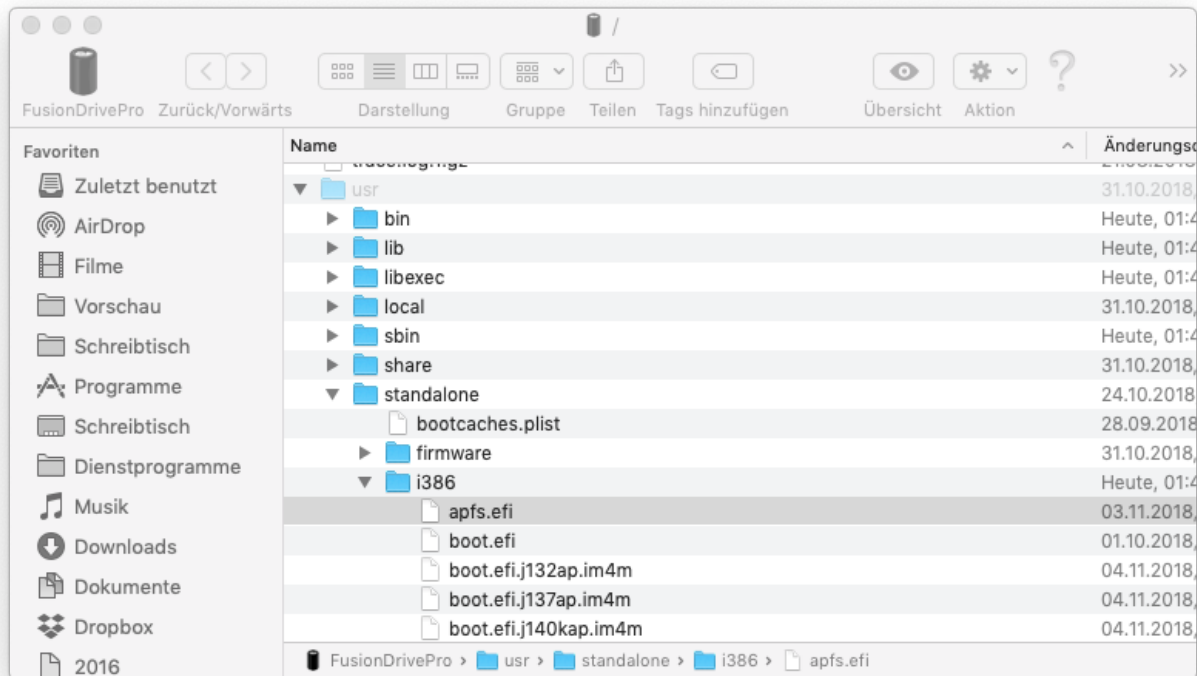 /
FusionDrivePro Zurück/Vorwärts Darstellung Gruppe Teilen Tags hinzufügen Übersicht Aktion
Favoriten
Zuletzt benutzt
AirDrop
Filme
Vorschau
Schreibtisch
Programme
Schreibtisch
Dienstprogramme
Musik
Downloads
Dokumente
Dropbox
2016
Name Änderungsd
usr 31.10.2018,
bin Heute, 01:4
lib Heute, 01:4
libexec Heute, 01:4
local 31.10.2018,
sbin Heute, 01:4
share 31.10.2018,
standalone 24.10.2018
bootcaches.plist 28.09.2018
firmware 31.10.2018,
i386 Heute, 01:4
apfs.efi 03.11.2018,
boot.efi 01.10.2018,
boot.efi.j132ap.im4m 04.11.2018,
boot.efi.j137ap.im4m 04.11.2018,
boot.efi.j140kap.im4m 04.11.2018,
FusionDrivePro › usr › standalone › i386 › apfs.efi